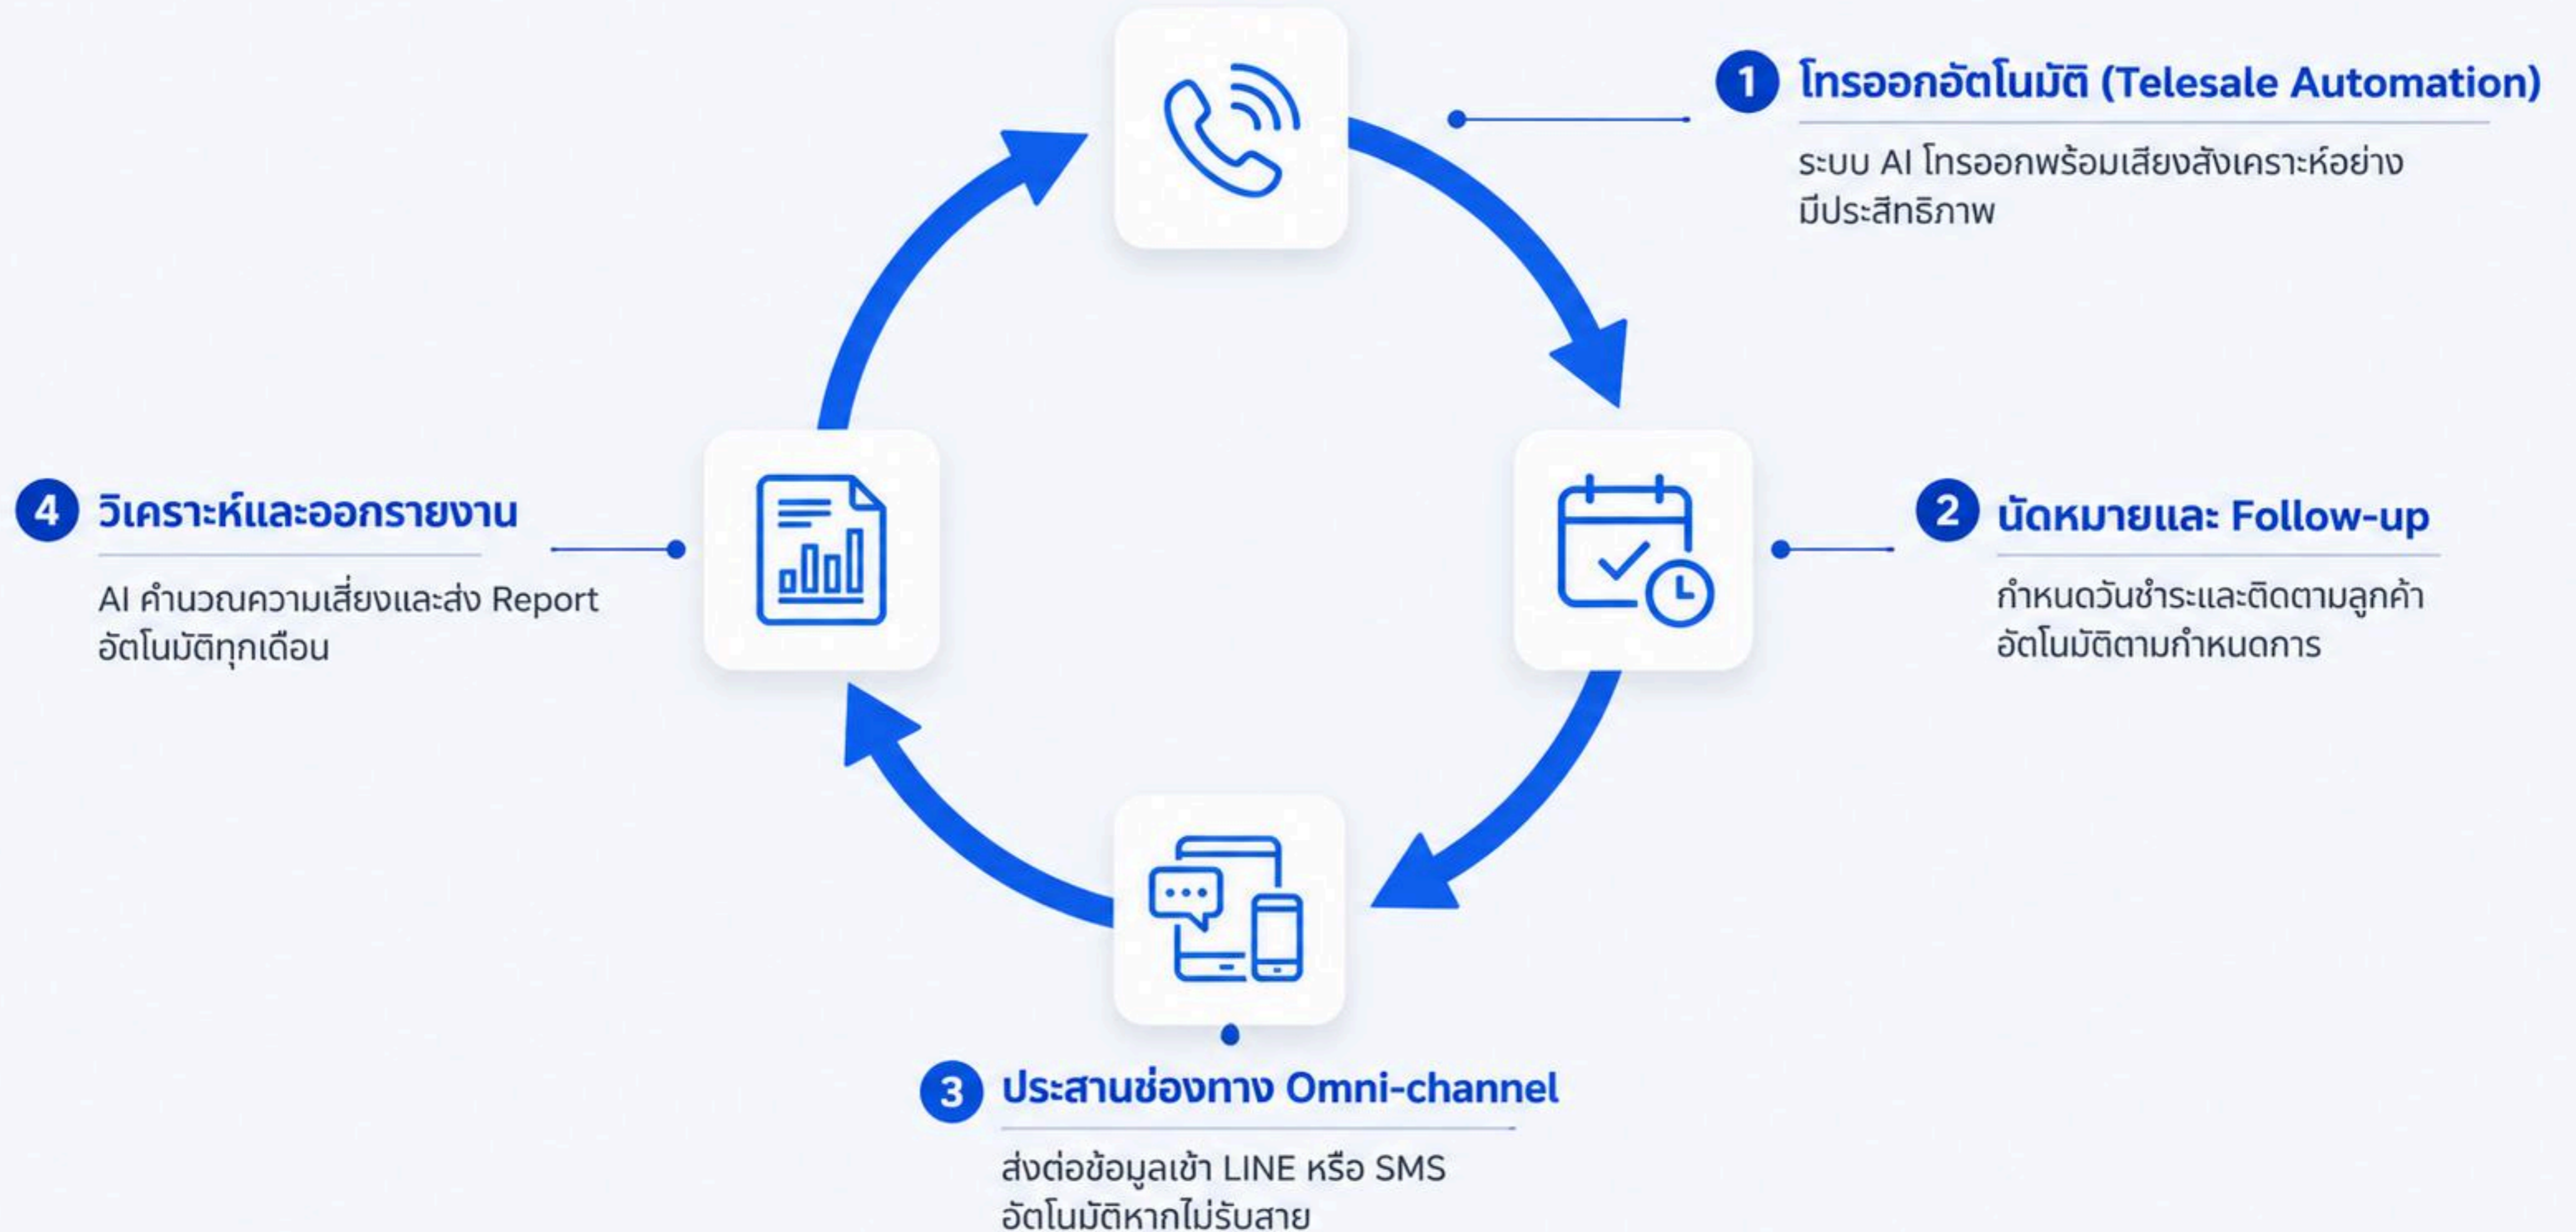 1 โทรออกอัตโนมัติ (Telesale Automation)
ระบบ AI โทรออกพร้อมเสียงสังเคราะห์อย่าง
มีประสีทธิภาพ
2 นัดหมายและ Follow-up
กำหนดวันชำระและติดตามลูกค้า
อัตโนมัติตามกำหนดการ
3 ประสานช่องทาง Omni-channel
ส่งต่อข้อมูลเข้า LINE หรือ SMS
อัตโนมัติหากไม่รับสาย
4 วิเคราะห์และออกรายงาน
AI คำนวณความเสี่ยงและส่ง Report
อัตโนมัติทุกเดือน